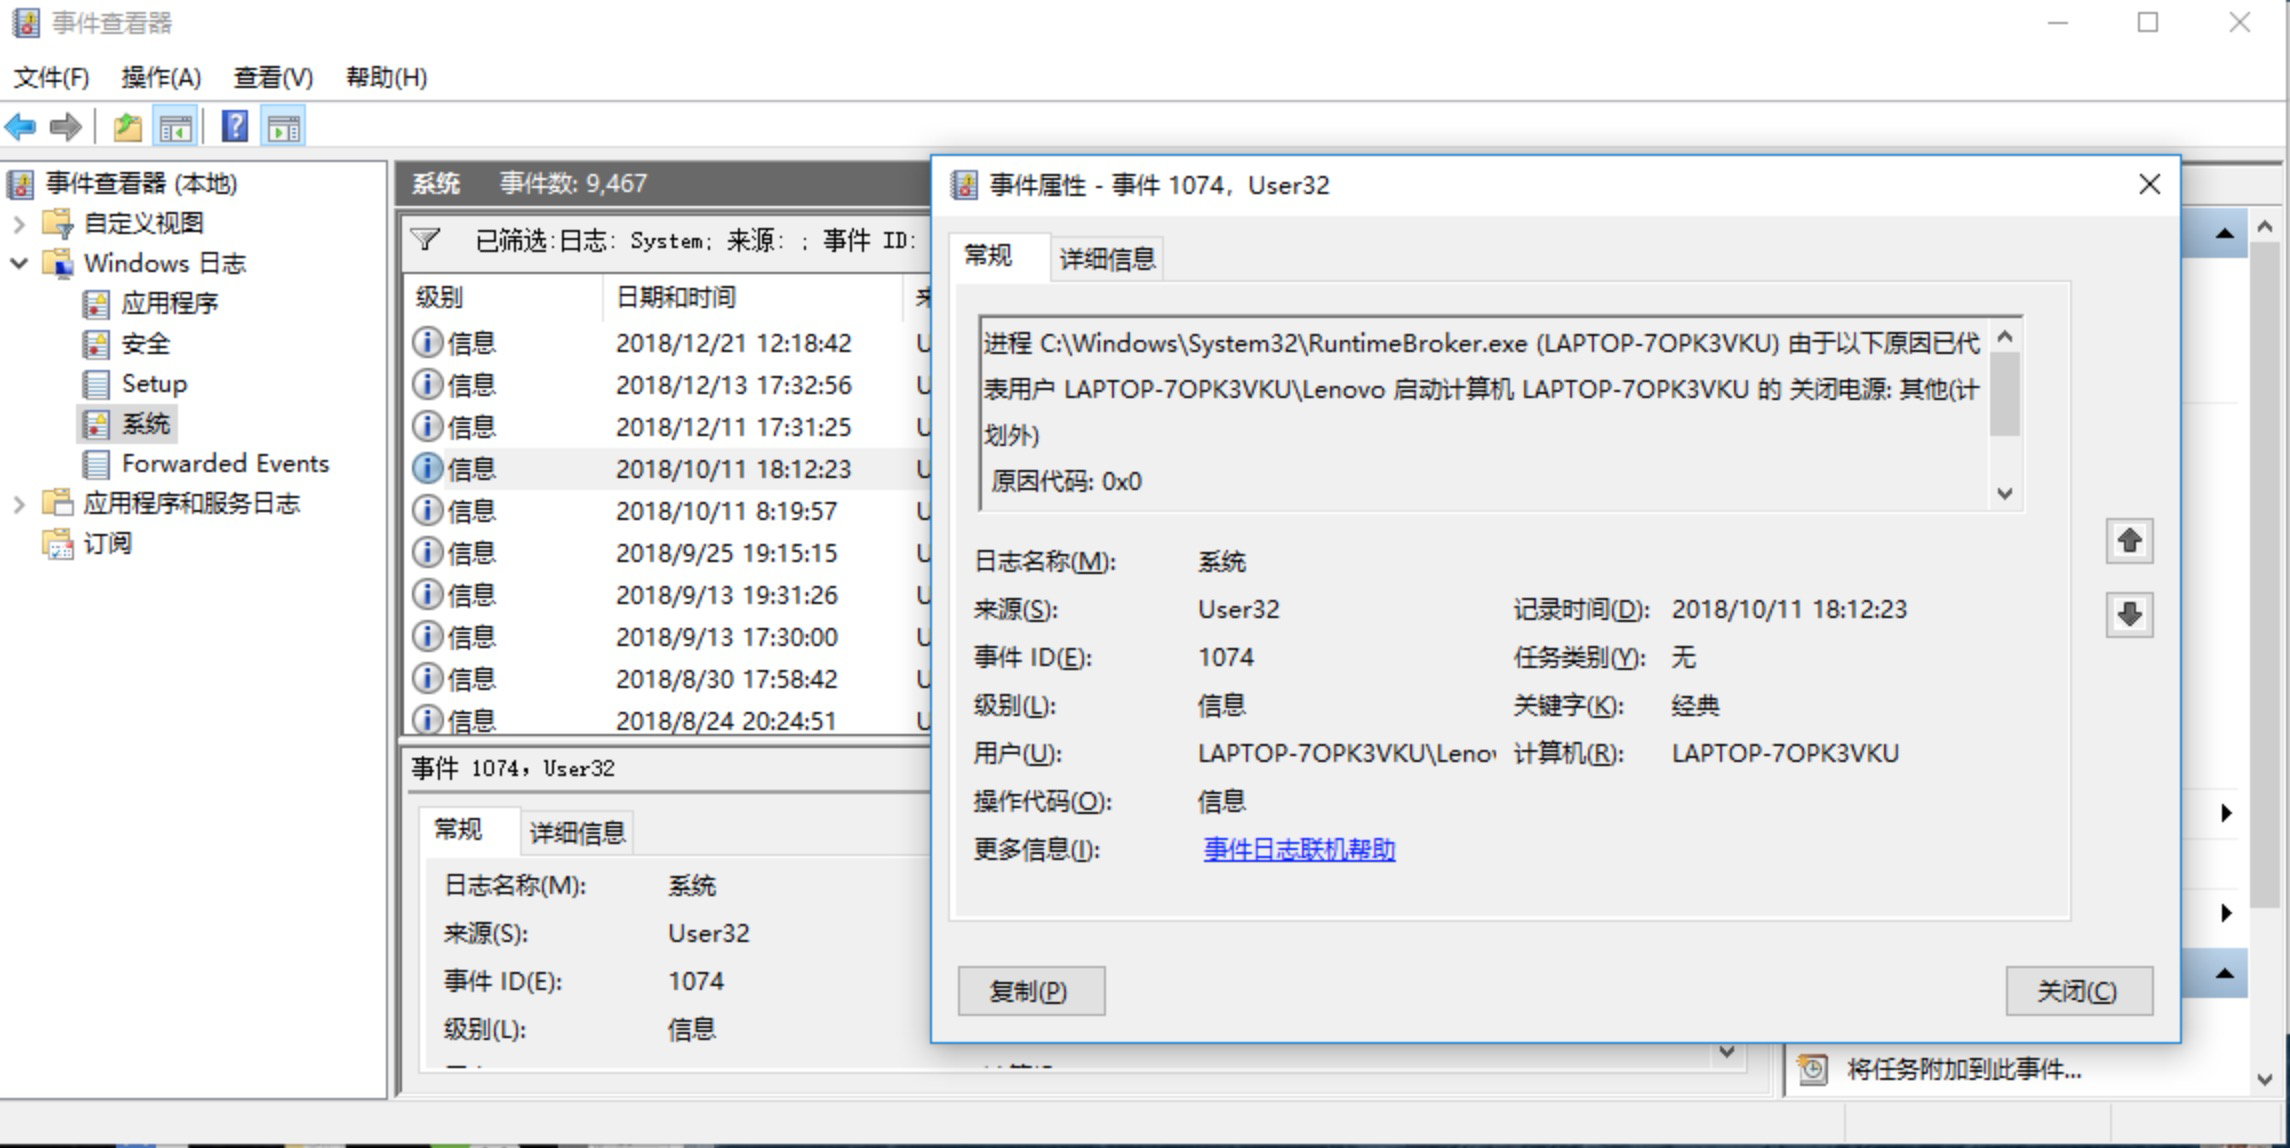 事件查看器
文件(F) 操作(A) 查看(V) 帮助(H)
事件查看器 (本地)
自定义视图
Windows 日志
应用程序
安全
Setup
系统
Forwarded Events
应用程序和服务日志
订阅
系统 事件数: 9,467
已筛选:日志: System; 来源: ; 事件 ID:
级别 日期和时间
信息 2018/12/21 12:18:42 U
信息 2018/12/13 17:32:56 U
信息 2018/12/11 17:31:25 U
信息 2018/10/11 18:12:23 U
信息 2018/10/11 8:19:57 U
信息 2018/9/25 19:15:15 U
信息 2018/9/13 19:31:26 U
信息 2018/9/13 17:30:00 U
信息 2018/8/30 17:58:42 U
信息 2018/8/24 20:24:51 U
事件 1074, User32
常规 详细信息
日志名称(M): 系统
来源(S): User32
事件 ID(E): 1074
级别(L): 信息
事件属性 - 事件 1074, User32
常规 详细信息
进程 C:\Windows\System32\RuntimeBroker.exe (LAPTOP-7OPK3VKU) 由于以下原因已代
表用户 LAPTOP-7OPK3VKU\Lenovo 启动计算机 LAPTOP-7OPK3VKU 的 关闭电源: 其他(计
划外)
原因代码: 0x0
日志名称(M): 系统
来源(S): User32 记录时间(D): 2018/10/11 18:12:23
事件 ID(E): 1074 任务类别(Y): 无
级别(L): 信息 关键字(K): 经典
用户(U): LAPTOP-7OPK3VKU\Leno 计算机(R): LAPTOP-7OPK3VKU
操作代码(O): 信息
更多信息(I): 事件日志联机帮助
复制(P) 关闭(C)
将任务附加到此事件...